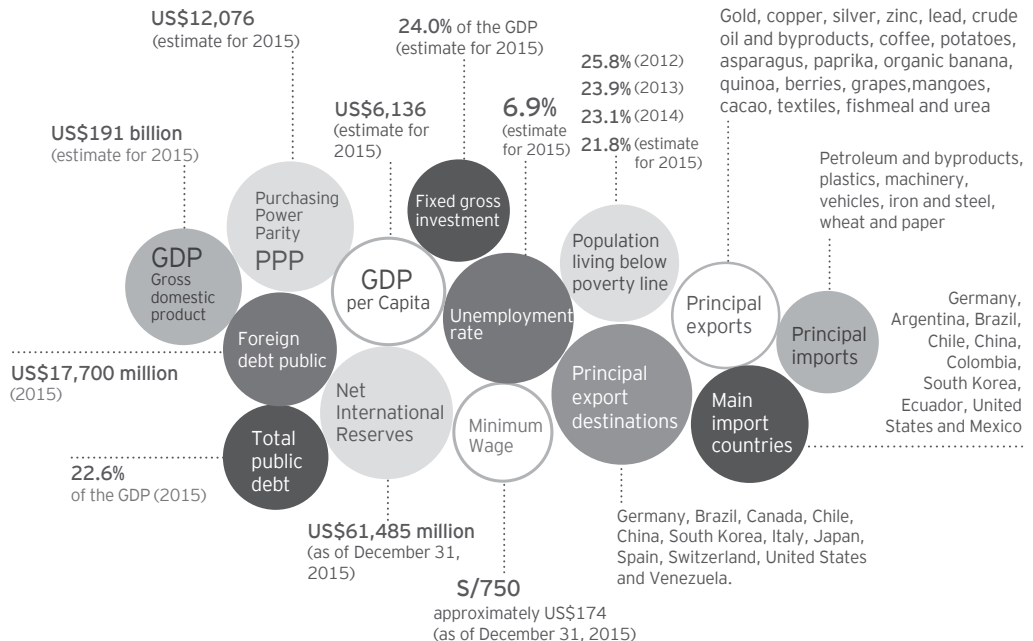 US$12,076
(estimate for 2015)
24.0% of the GDP
(estimate for 2015)
Gold, copper, silver, zinc, lead, crude
oil and byproducts, coffee, potatoes,
asparagus, paprika, organic banana,
quinoa, berries, grapes,mangoes,
cacao, textiles, fishmeal and urea
25.8% (2012)
23.9% (2013)
23.1% (2014)
21.8% (estimate
for 2015)
US$191 billion
(estimate for 2015)
US$6,136
(estimate for
2015)
6.9%
(estimate
for 2015)
Petroleum and byproducts,
plastics, machinery,
vehicles, iron and steel,
wheat and paper
Purchasing
Power
Parity
PPP
Fixed gross
investment
GDP
Gross
domestic
product
GDP
per Capita
Population
living below
poverty line
Unemployment
rate
Principal
exports
Principal
imports
Germany,
Argentina, Brazil,
Chile, China,
Colombia,
South Korea,
Ecuador, United
States and Mexico
Foreign
debt public
US$17,700 million
(2015)
Net
International
Reserves
Principal
export
destinations
Main
import
countries
Minimum
Wage
Total
public
debt
22.6%
of the GDP (2015)
US$61,485 million
(as of December 31,
2015)
Germany, Brazil, Canada, Chile,
China, South Korea, Italy, Japan,
Spain, Switzerland, United States
and Venezuela.
S/750
approximately US$174
(as of December 31, 2015)